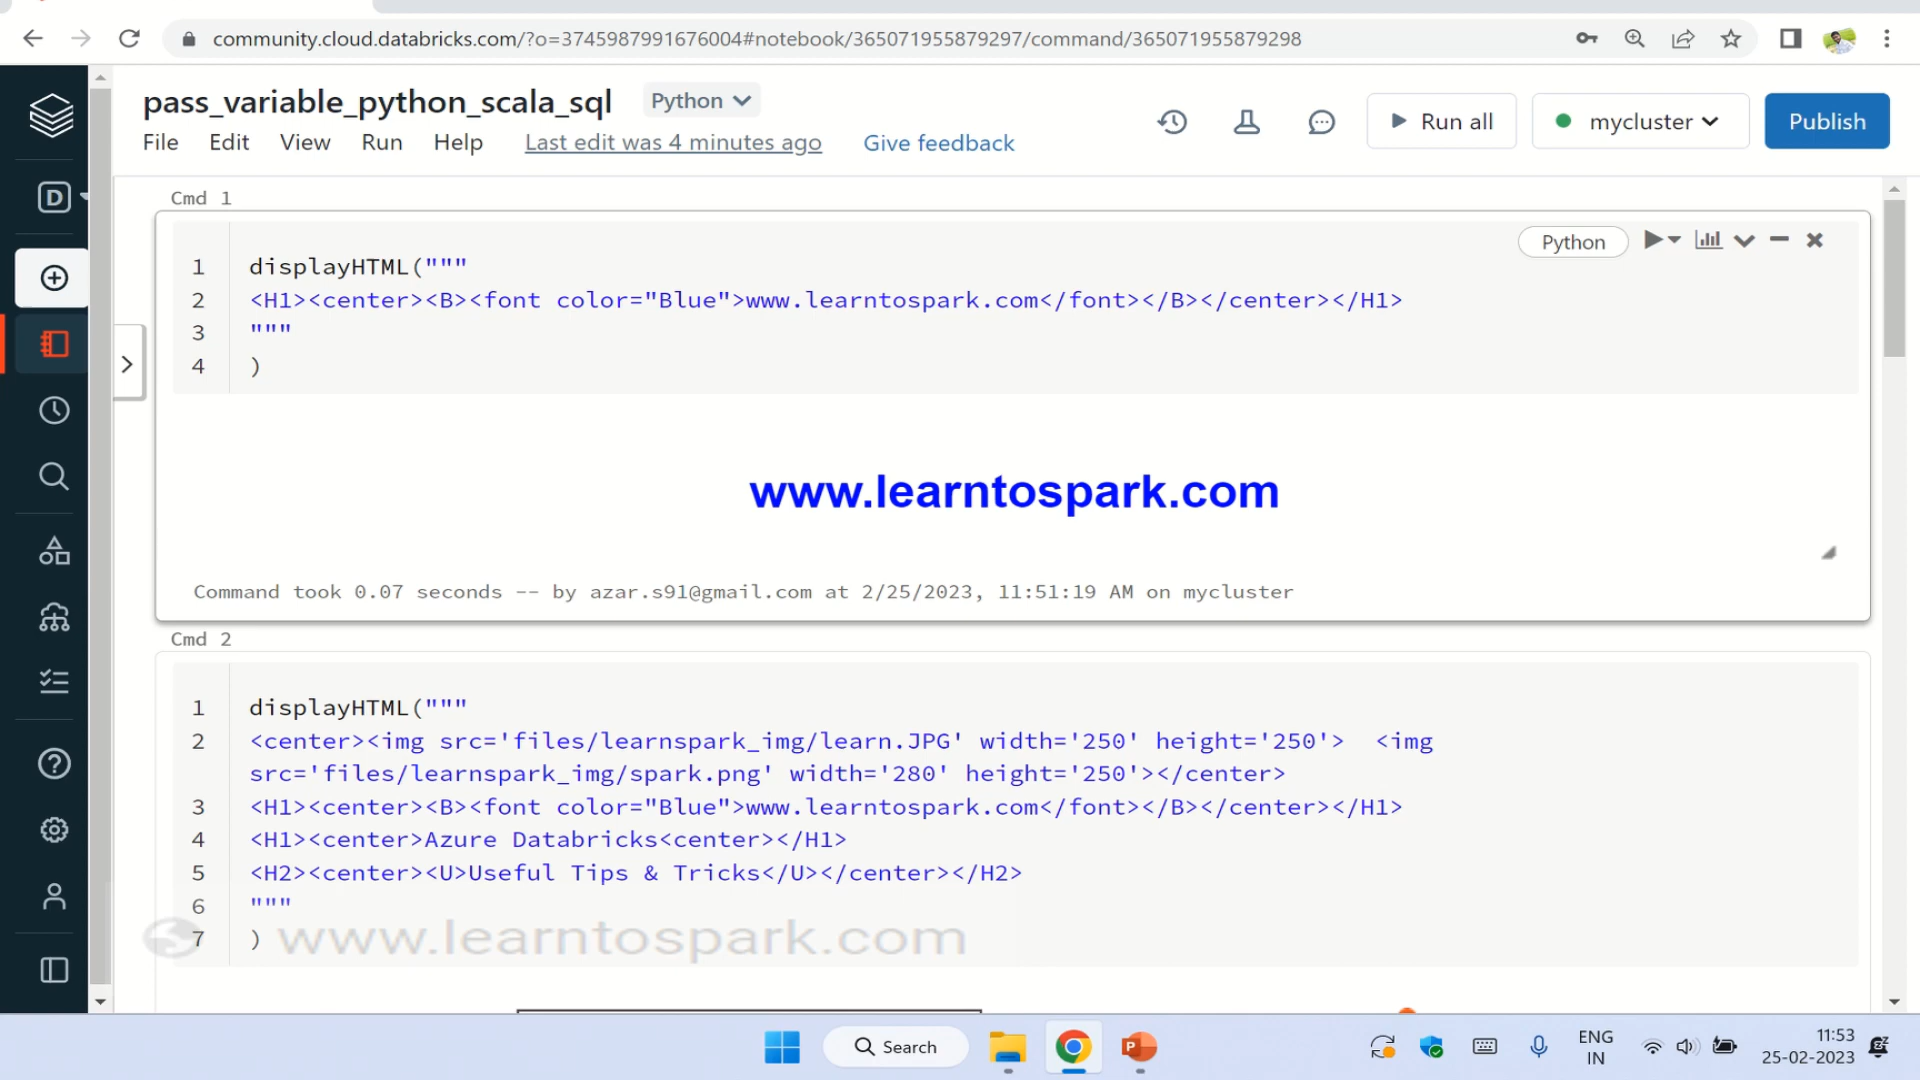 community.cloud.databricks.com/?o=3745987991676004#notebook/365071955879297/command/365071955879298
pass_variable_python_scala_sql
Python
File Edit View Run Help Last edit was 4 minutes ago Give feedback
Run all
mycluster
Publish
D
Cmd 1
Python
1 displayHTML("""
2 <H1><center><B><font color="Blue">www.learntospark.com</font></B></center></H1>
3 """
4 )
www.learntospark.com
Command took 0.07 seconds -- by azar.s91@gmail.com at 2/25/2023, 11:51:19 AM on mycluster
Cmd 2
1 displayHTML("""
2 <center><img src='files/learnspark_img/learn.JPG' width='250' height='250'>  <img
src='files/learnspark_img/spark.png' width='280' height='250'></center>
3 <H1><center><B><font color="Blue">www.learntospark.com</font></B></center></H1>
4 <H1><center>Azure Databricks<center></H1>
5 <H2><center><U>Useful Tips & Tricks</U></center></H2>
6 """
7 )
www.learntospark.com
Search
P
ENG
IN
11:53
25-02-2023